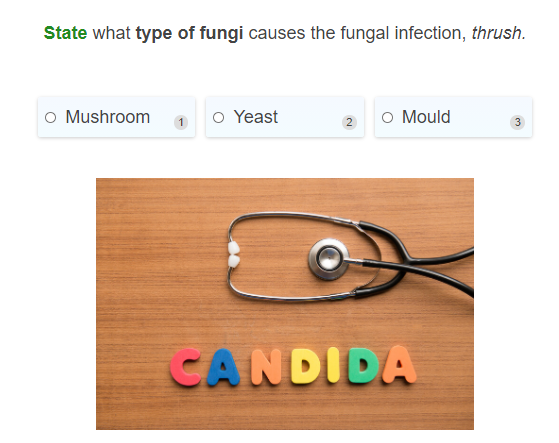 State what type of fungi causes the fungal infection, thrush.
Mushroom 1 Yeast 2 Mould 3
CANDIDA